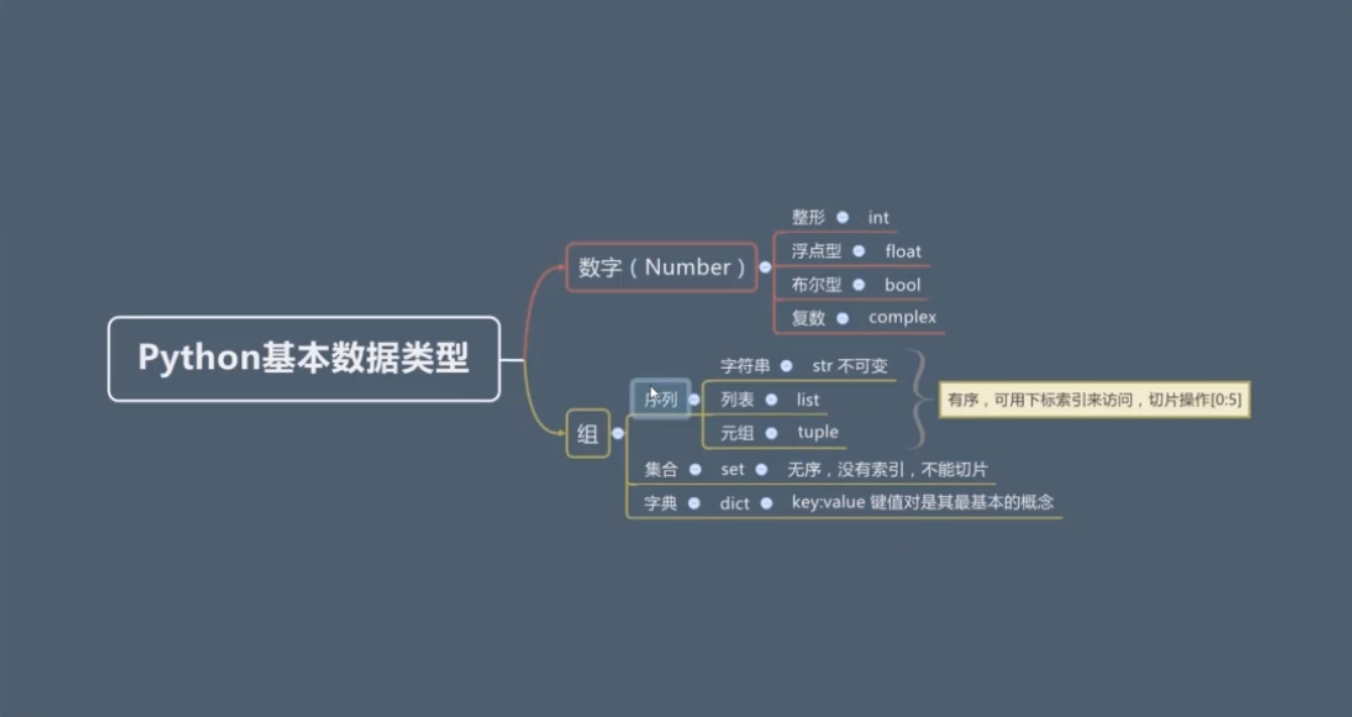 Python基本数据类型
数字（Number）
整形 int
浮点型 float
布尔型 bool
复数 complex
组
序列
字符串 str 不可变
列表 list
元组 tuple
有序，可用下标索引来访问，切片操作[0:5]
集合 set 无序，没有索引，不能切片
字典 dict key:value 键值对是其最基本的概念